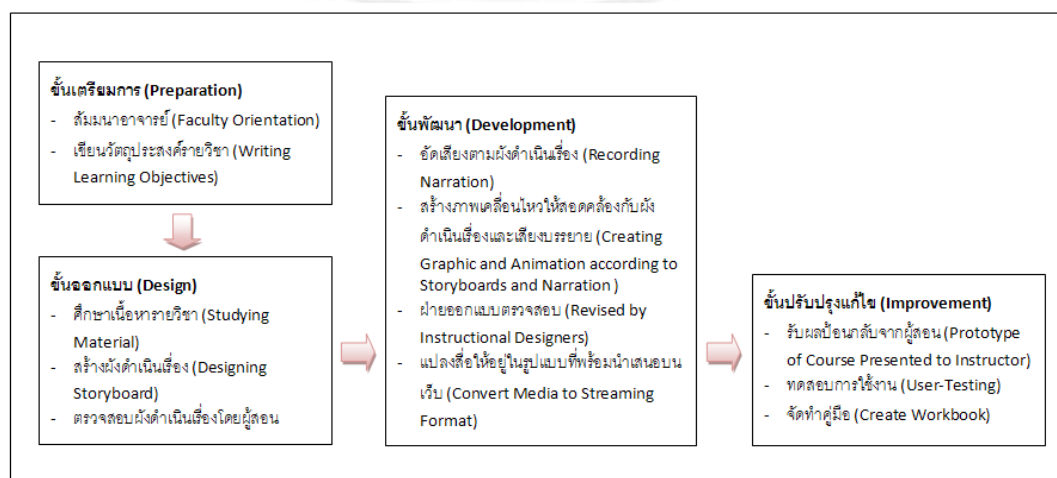 ขั้นเตรียมการ (Preparation)
- สัมมนาอาจารย์ (Faculty Orientation)
- เขียนวัตถุประสงค์รายวิชา (Writing
Learning Objectives)
ขั้นออกแบบ (Design)
- ศึกษาเนื้อหารายวิชา (Studying
Material)
- สร้างผังดำเนินเรื่อง (Designing
Storyboard)
- ตรวจสอบผังดำเนินเรื่องโดยผู้สอน
ขั้นพัฒนา (Development)
- อัดเสียงตามผังดำเนินเรื่อง (Recording
Narration)
- สร้างภาพเคลื่อนไหวให้สอดคล้องกับผัง
ดำเนินเรื่องและเสียงบรรยาย (Creating
Graphic and Animation according to
Storyboards and Narration )
- ฝ่ายออกแบบตรวจสอบ (Revised by
Instructional Designers)
- แปลงสื่อให้อยู่ในรูปแบบที่พร้อมนำเสนอบน
เว็บ (Convert Media to Streaming
Format)
ขั้นปรับปรุงแก้ไข (Improvement)
- รับผลป้อนกลับจากผู้สอน (Prototype
of Course Presented to Instructor)
- ทดสอบการใช้งาน (User-Testing)
- จัดทำคู่มือ (Create Workbook)